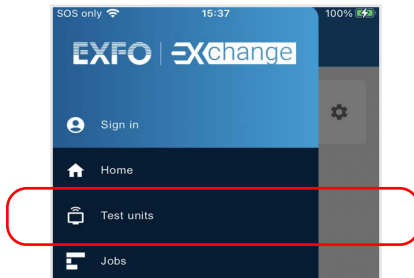 SOS only 15:37 100%
EXFO | EXchange
Sign in
Home
Test units
Jobs